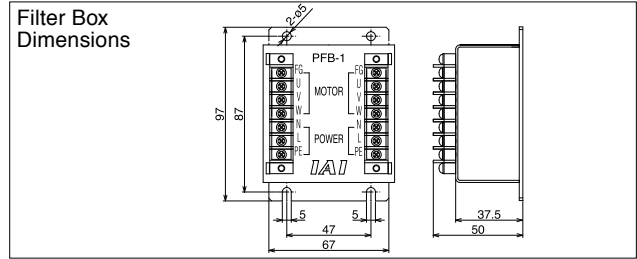 Filter Box
Dimensions
2-ø5
PFB-1
FG
U
V
W
N
L
PE
MOTOR
POWER
FG
U
V
W
N
L
PE
IAI
97
87
5
5
47
67
37.5
50